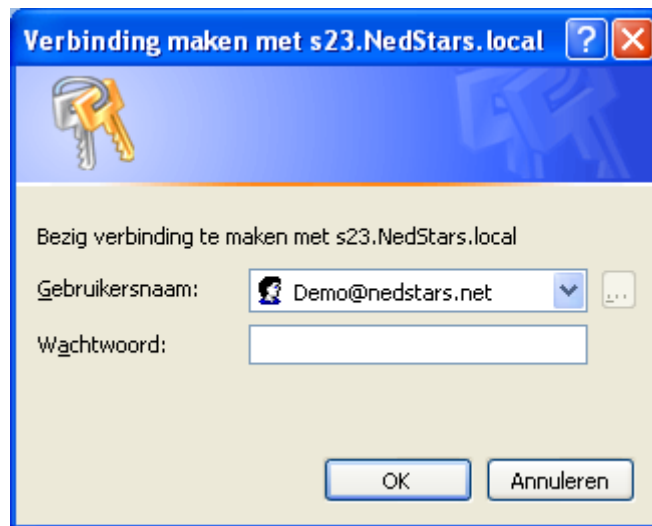 Verbinding maken met s23.NedStars.local
Bezig verbinding te maken met s23.NedStars.local
Gebruikersnaam: Demo@nedstars.net ...
Wachtwoord:
OK Annuleren